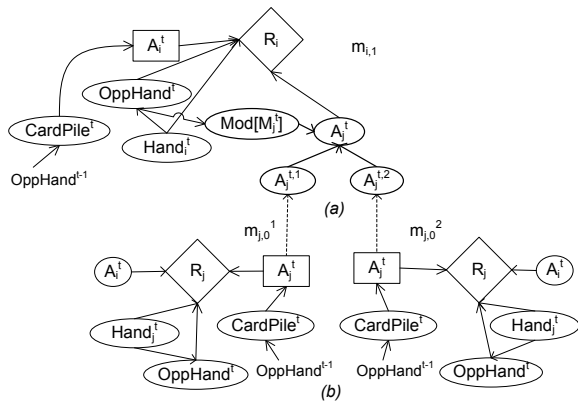 A_i^t
R_i
m_{i,1}
OppHand^t
CardPile^t
Mod[M_j^t]
A_j^t
Hand_i^t
OppHand^{t-1}
A_j^{t,1}
A_j^{t,2}
(a)
m_{j,0}^1
m_{j,0}^2
A_i^t
R_j
A_j^t
A_j^t
R_j
A_i^t
Hand_j^t
CardPile^t
CardPile^t
Hand_j^t
OppHand^t
OppHand^{t-1}
OppHand^{t-1}
OppHand^t
(b)